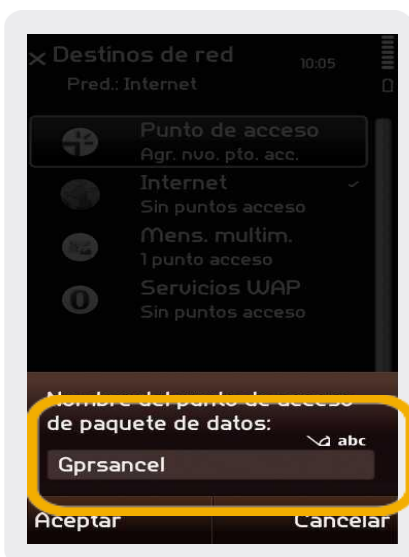 Destinos de red
10:05
Pred.: Internet
Punto de acceso
Agr. nvo. pto. acc.
Internet
Sin puntos acceso
Mens. multim.
1 punto acceso
Servicios WAP
Sin puntos acceso
Nombre del punto de acceso
de paquete de datos:
abc
Gprsancel
Aceptar
Cancelar